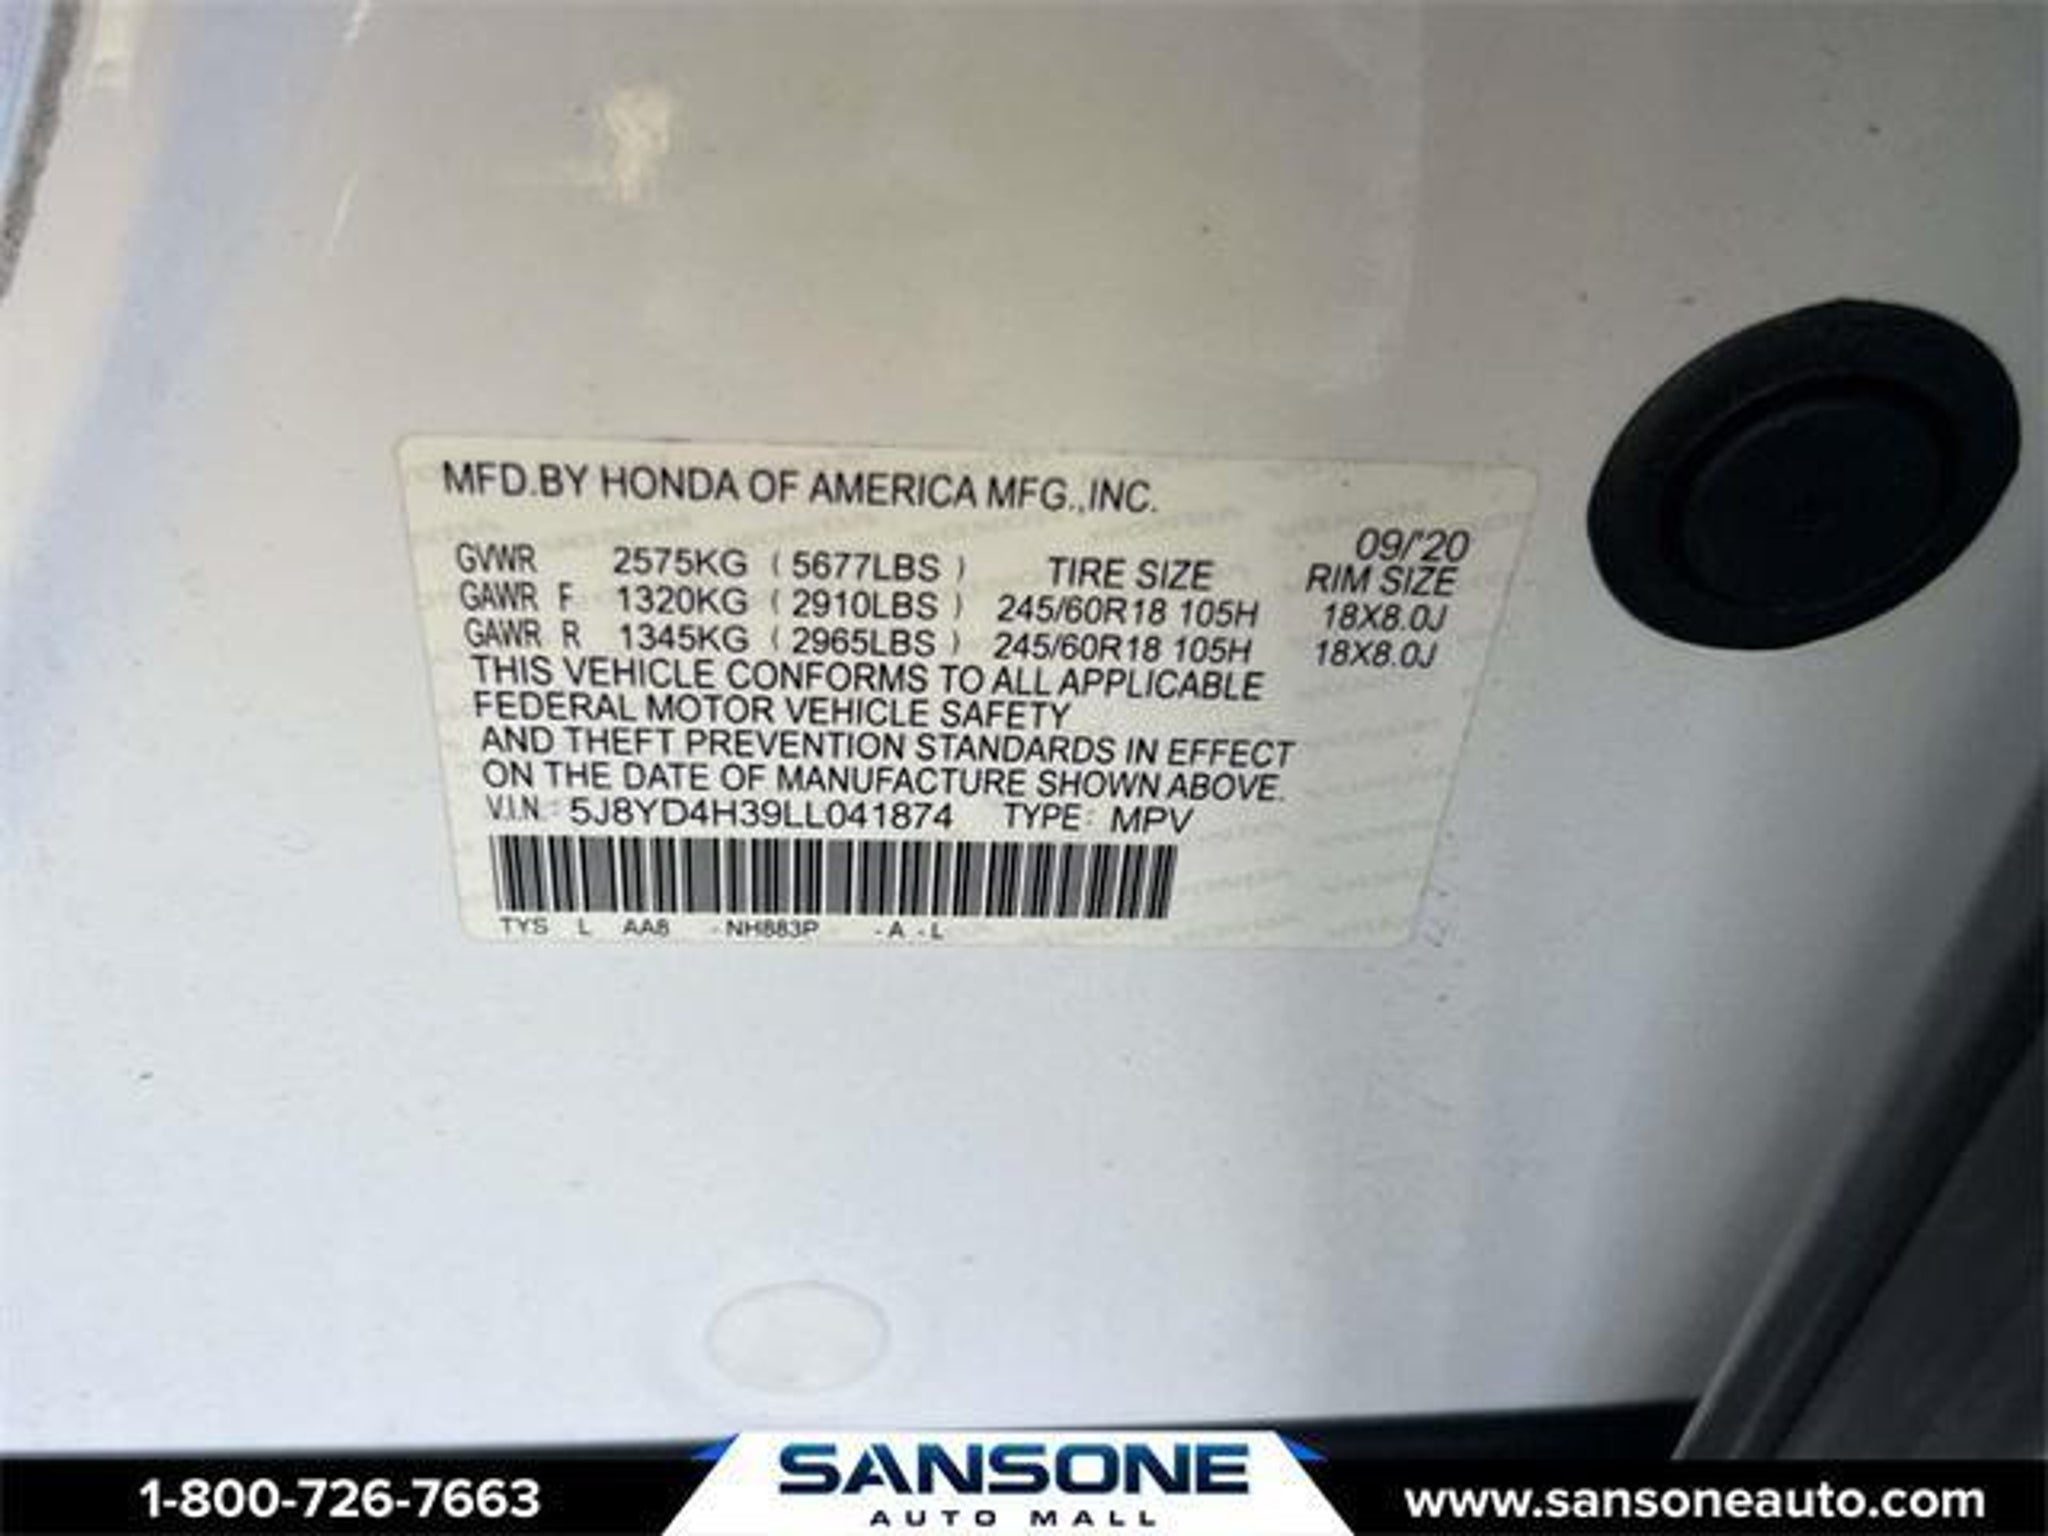 MFD.BY HONDA OF AMERICA MFG.,INC.
09/'20
GVWR 2575KG ( 5677LBS ) TIRE SIZE RIM SIZE
GAWR F 1320KG ( 2910LBS ) 245/60R18 105H 18X8.0J
GAWR R 1345KG ( 2965LBS ) 245/60R18 105H 18X8.0J
THIS VEHICLE CONFORMS TO ALL APPLICABLE
FEDERAL MOTOR VEHICLE SAFETY
AND THEFT PREVENTION STANDARDS IN EFFECT
ON THE DATE OF MANUFACTURE SHOWN ABOVE.
V.I.N.: 5J8YD4H39LL041874 TYPE: MPV
TYS L AA8 - NH883P - A - L
1-800-726-7663
SANSONE
AUTO MALL
www.sansoneauto.com